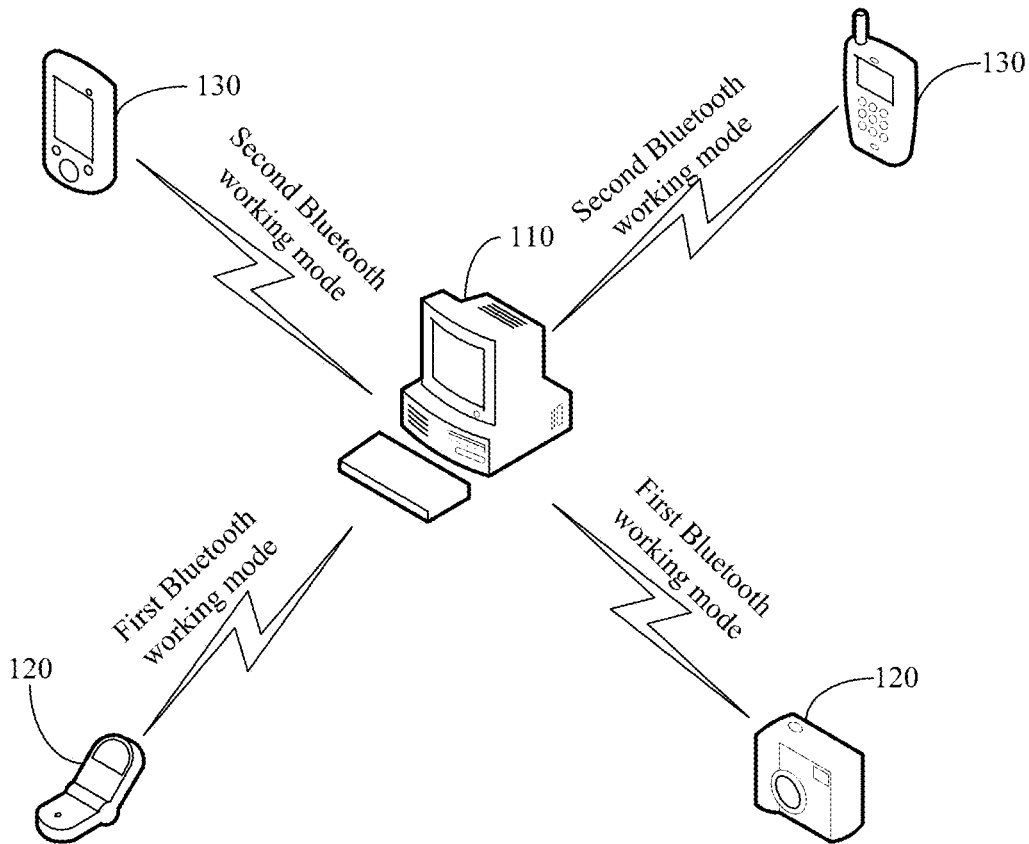 130
130
Second Bluetooth
working mode
Second Bluetooth
working mode
110
First Bluetooth
working mode
First Bluetooth
working mode
120
120